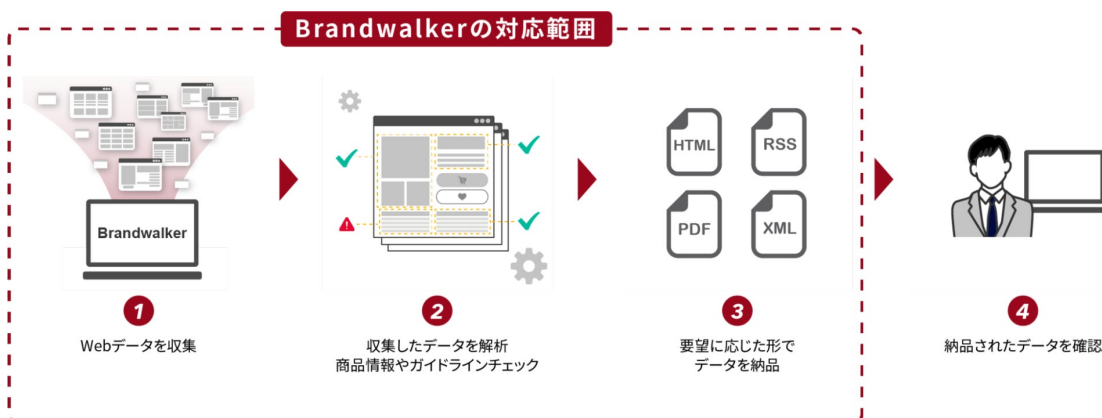 Brandwalkerの対応範囲
Brandwalker
HTML
RSS
PDF
XML
1
Webデータを収集
2
収集したデータを解析
商品情報やガイドラインチェック
3
要望に応じた形で
データを納品
4
納品されたデータを確認